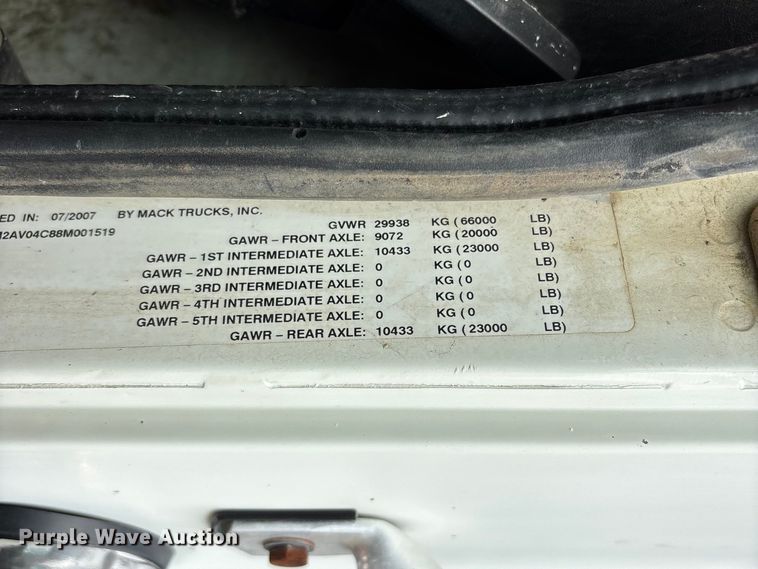 ED IN: 07/2007 BY MACK TRUCKS, INC.
M2AV04C88M001519
GVWR 29938 KG ( 66000 LB)
GAWR – FRONT AXLE: 9072 KG ( 20000 LB)
GAWR – 1ST INTERMEDIATE AXLE: 10433 KG ( 23000 LB)
GAWR – 2ND INTERMEDIATE AXLE: 0 KG ( 0 LB)
GAWR – 3RD INTERMEDIATE AXLE: 0 KG ( 0 LB)
GAWR – 4TH INTERMEDIATE AXLE: 0 KG ( 0 LB)
GAWR – 5TH INTERMEDIATE AXLE: 0 KG ( 0 LB)
GAWR – REAR AXLE: 10433 KG ( 23000 LB)
Purple Wave Auction